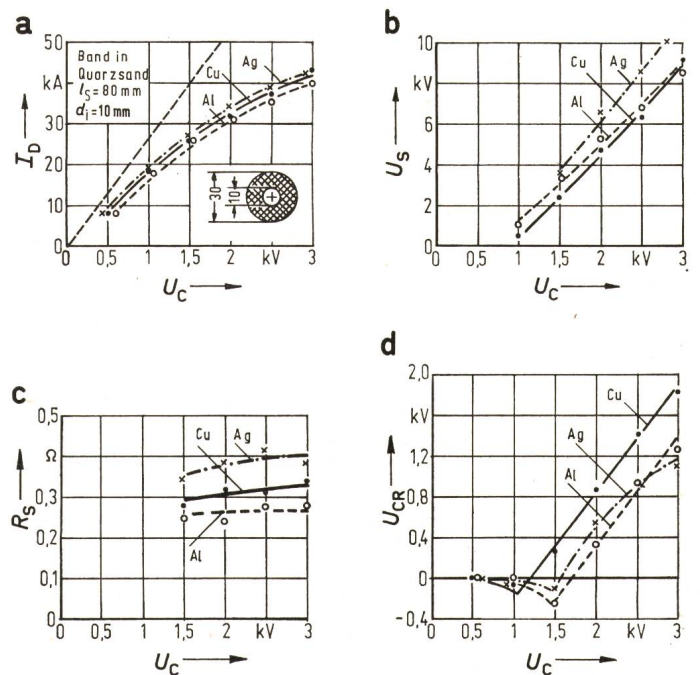 a
50
kA
40
30
20
10
0
I_D
Band in
Quarzsand
l_S = 80 mm
d_i = 10 mm
Ag
Cu
Al
30
10
0
0,5
1
1,5
2
kV
3
U_C
b
10
kV
8
6
4
2
0
U_S
Ag
Al
Cu
0
0,5
1
1,5
2
kV
3
U_C
c
0,5
Ω
0,3
0,2
0,1
0
R_S
Cu
Ag
Al
0
0,5
1
1,5
2
kV
3
U_C
d
2,0
kV
1,2
0,8
0,4
0
-0,4
U_CR
Cu
Ag
Al
0
0,5
1
1,5
2
kV
3
U_C